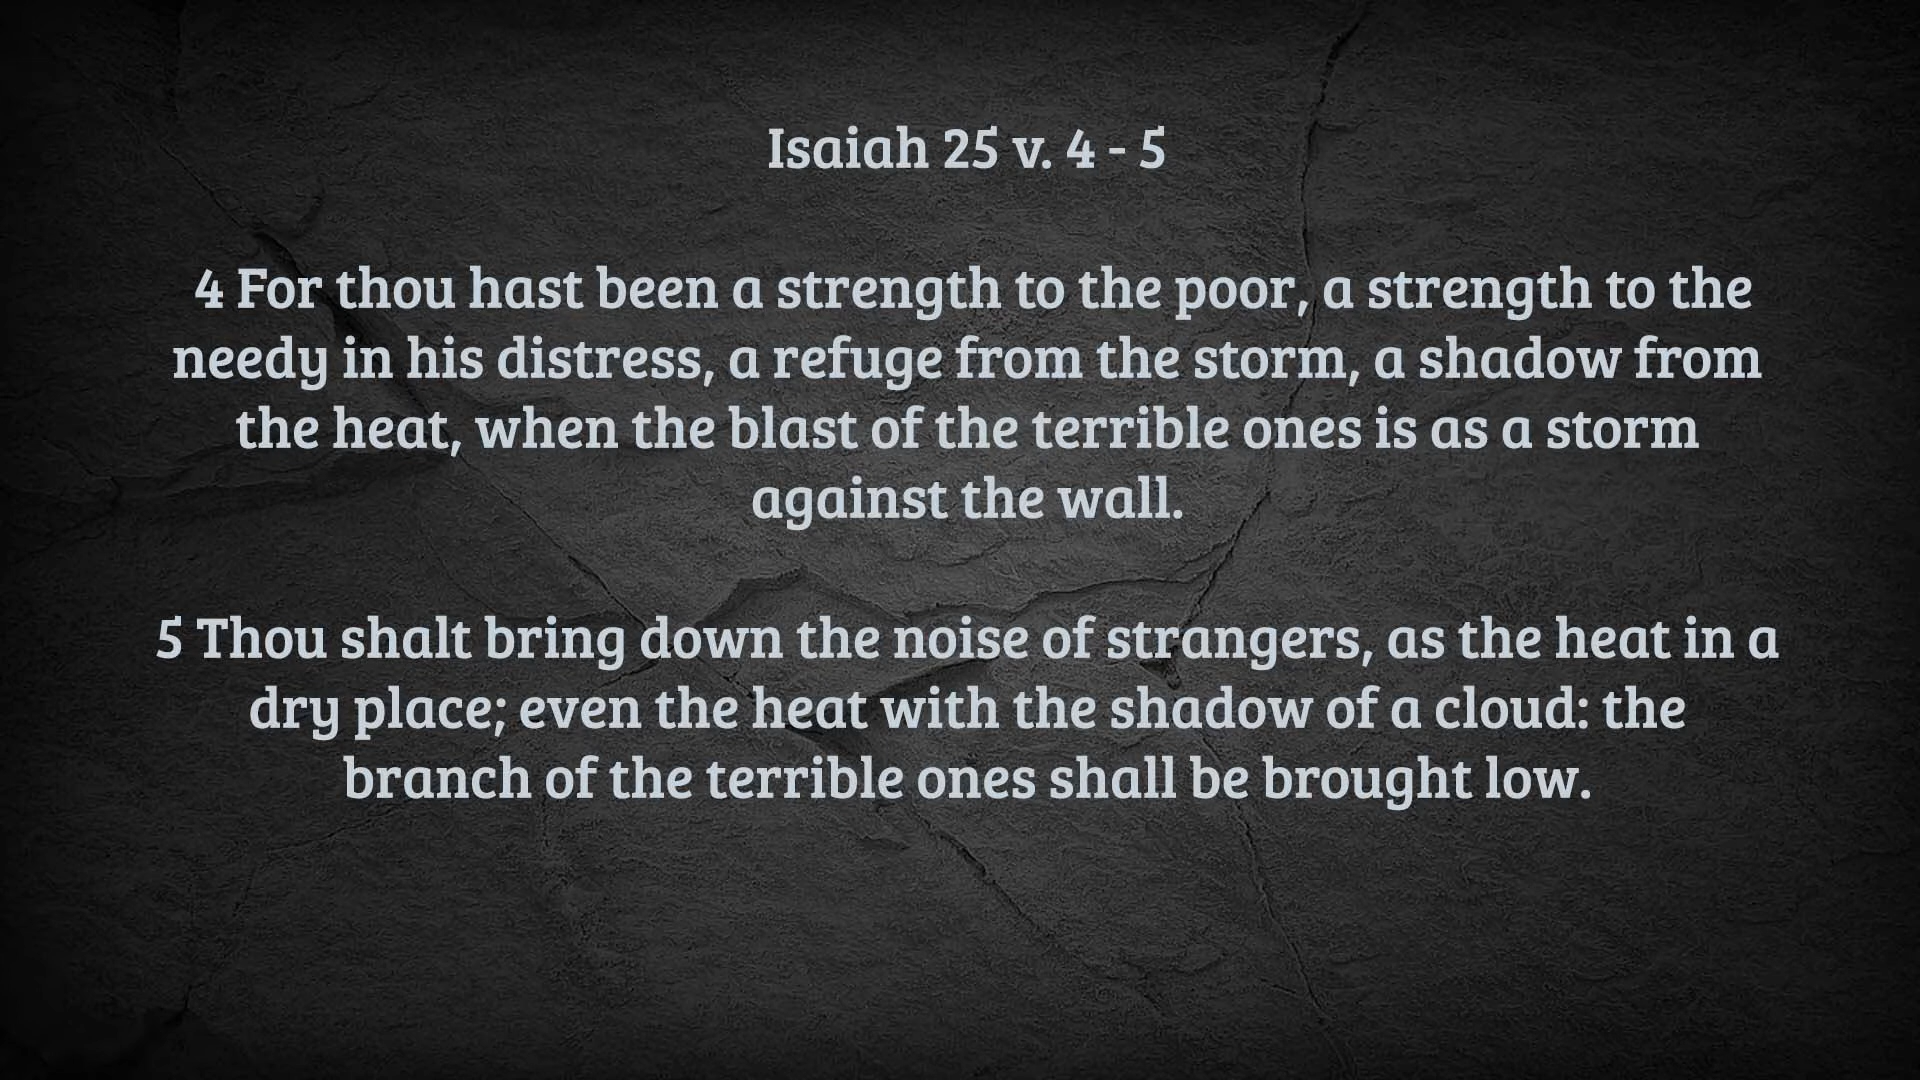 Isaiah 25 v. 4 - 5
4 For thou hast been a strength to the poor, a strength to the
needy in his distress, a refuge from the storm, a shadow from
the heat, when the blast of the terrible ones is as a storm
against the wall.
5 Thou shalt bring down the noise of strangers, as the heat in a
dry place; even the heat with the shadow of a cloud: the
branch of the terrible ones shall be brought low.